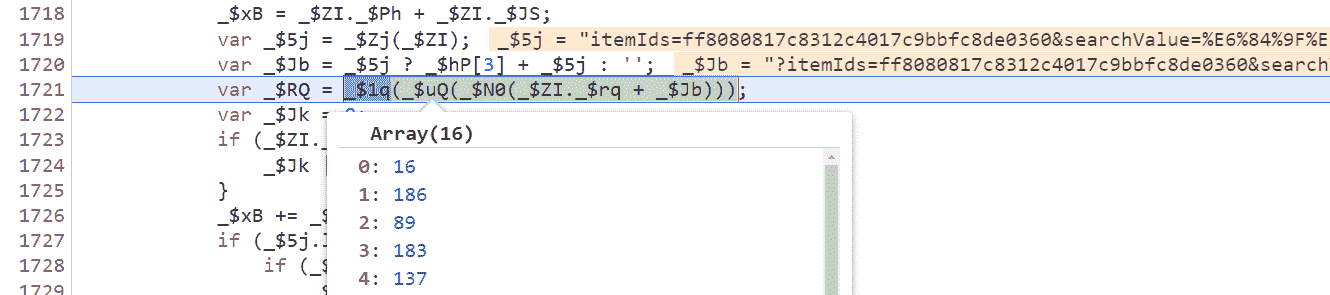 1718 _$xB = _$ZI._$Ph + _$ZI._$JS;
1719 var _$5j = _$Zj(_$ZI); _$5j = "itemIds=ff8080817c8312c4017c9bbfc8de0360&searchValue=%E6%84%9F%E
1720 var _$Jb = _$5j ? _$hP[3] + _$5j : ''; _$Jb = "?itemIds=ff8080817c8312c4017c9bbfc8de0360&search
1721 var _$RQ = _$1q(_$uQ(_$N0(_$ZI._$rq + _$Jb)));
1722 var _$Jk =
1723 if (_$ZI._
1724 _$Jk
1725 }
1726 _$xB += _$
1727 if (_$5j.
1728 if (_$
1729
Array(16)
0: 16
1: 186
2: 89
3: 183
4: 137